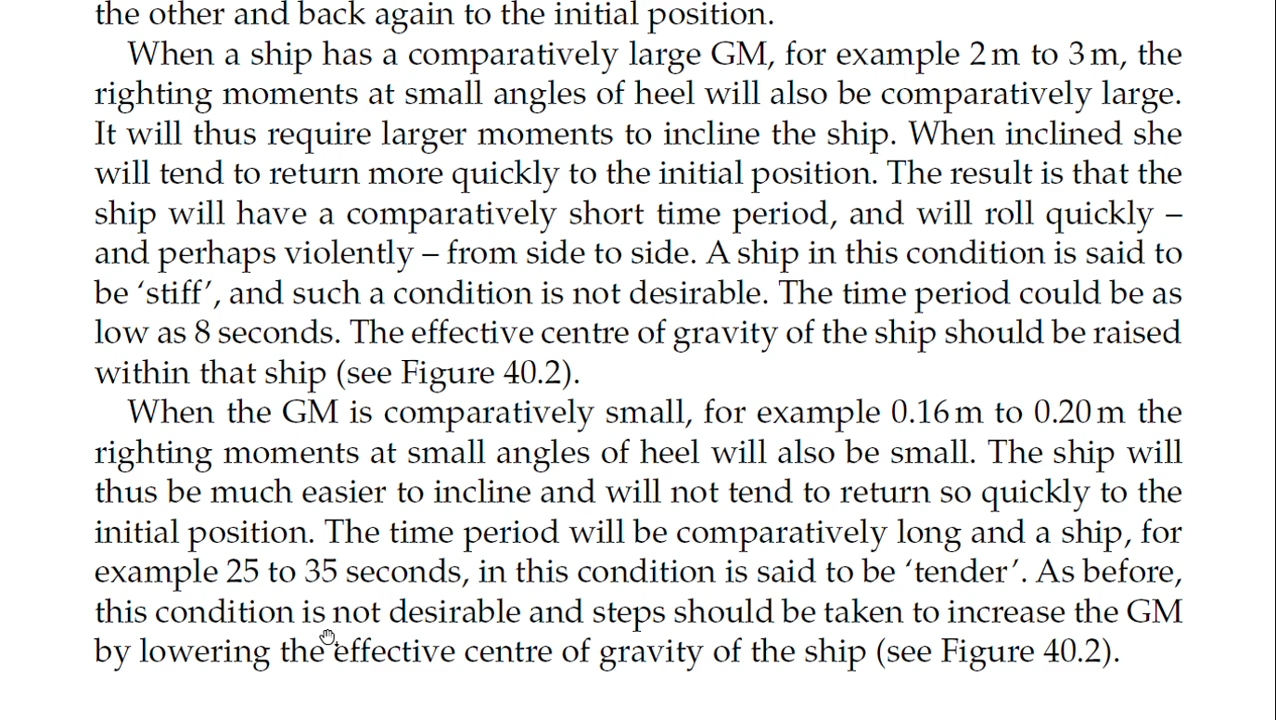 the other and back again to the initial position.
When a ship has a comparatively large GM, for example 2 m to 3 m, the
righting moments at small angles of heel will also be comparatively large.
It will thus require larger moments to incline the ship. When inclined she
will tend to return more quickly to the initial position. The result is that the
ship will have a comparatively short time period, and will roll quickly –
and perhaps violently – from side to side. A ship in this condition is said to
be ‘stiff’, and such a condition is not desirable. The time period could be as
low as 8 seconds. The effective centre of gravity of the ship should be raised
within that ship (see Figure 40.2).
When the GM is comparatively small, for example 0.16 m to 0.20 m the
righting moments at small angles of heel will also be small. The ship will
thus be much easier to incline and will not tend to return so quickly to the
initial position. The time period will be comparatively long and a ship, for
example 25 to 35 seconds, in this condition is said to be ‘tender’. As before,
this condition is not desirable and steps should be taken to increase the GM
by lowering the effective centre of gravity of the ship (see Figure 40.2).